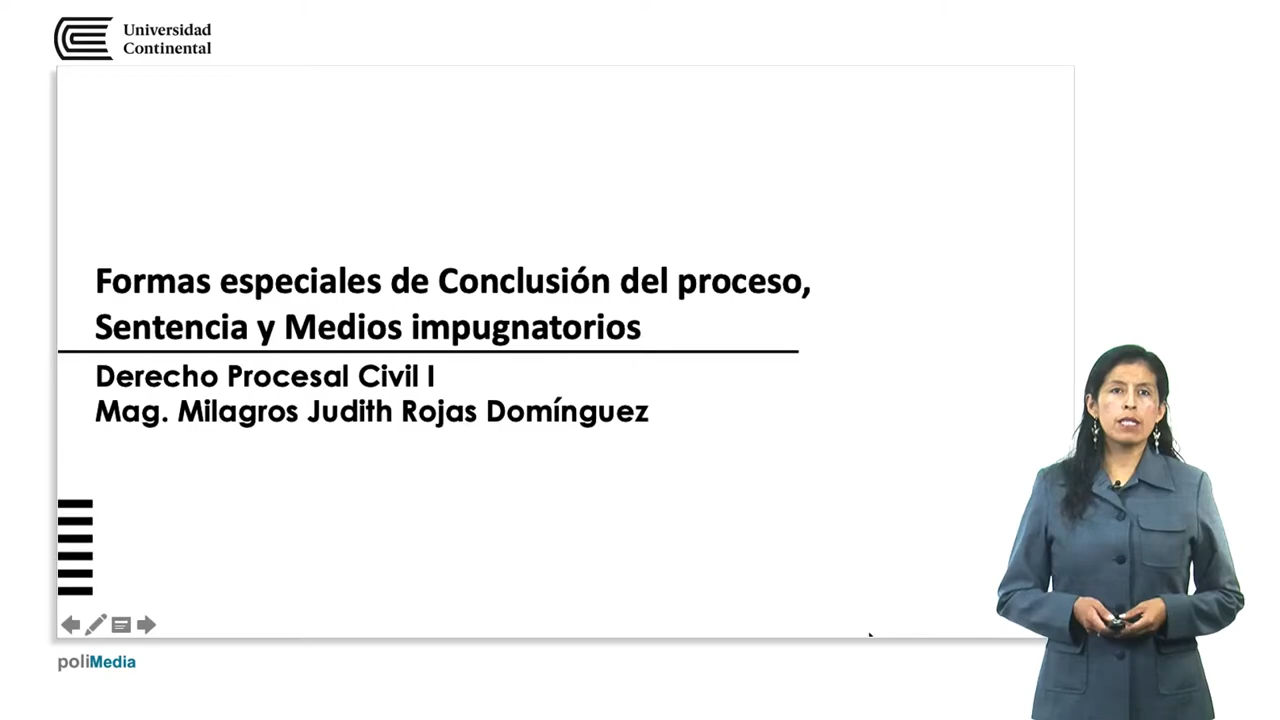 Universidad
Continental
Formas especiales de Conclusión del proceso,
Sentencia y Medios impugnatorios
Derecho Procesal Civil I
Mag. Milagros Judith Rojas Domínguez
poliMedia